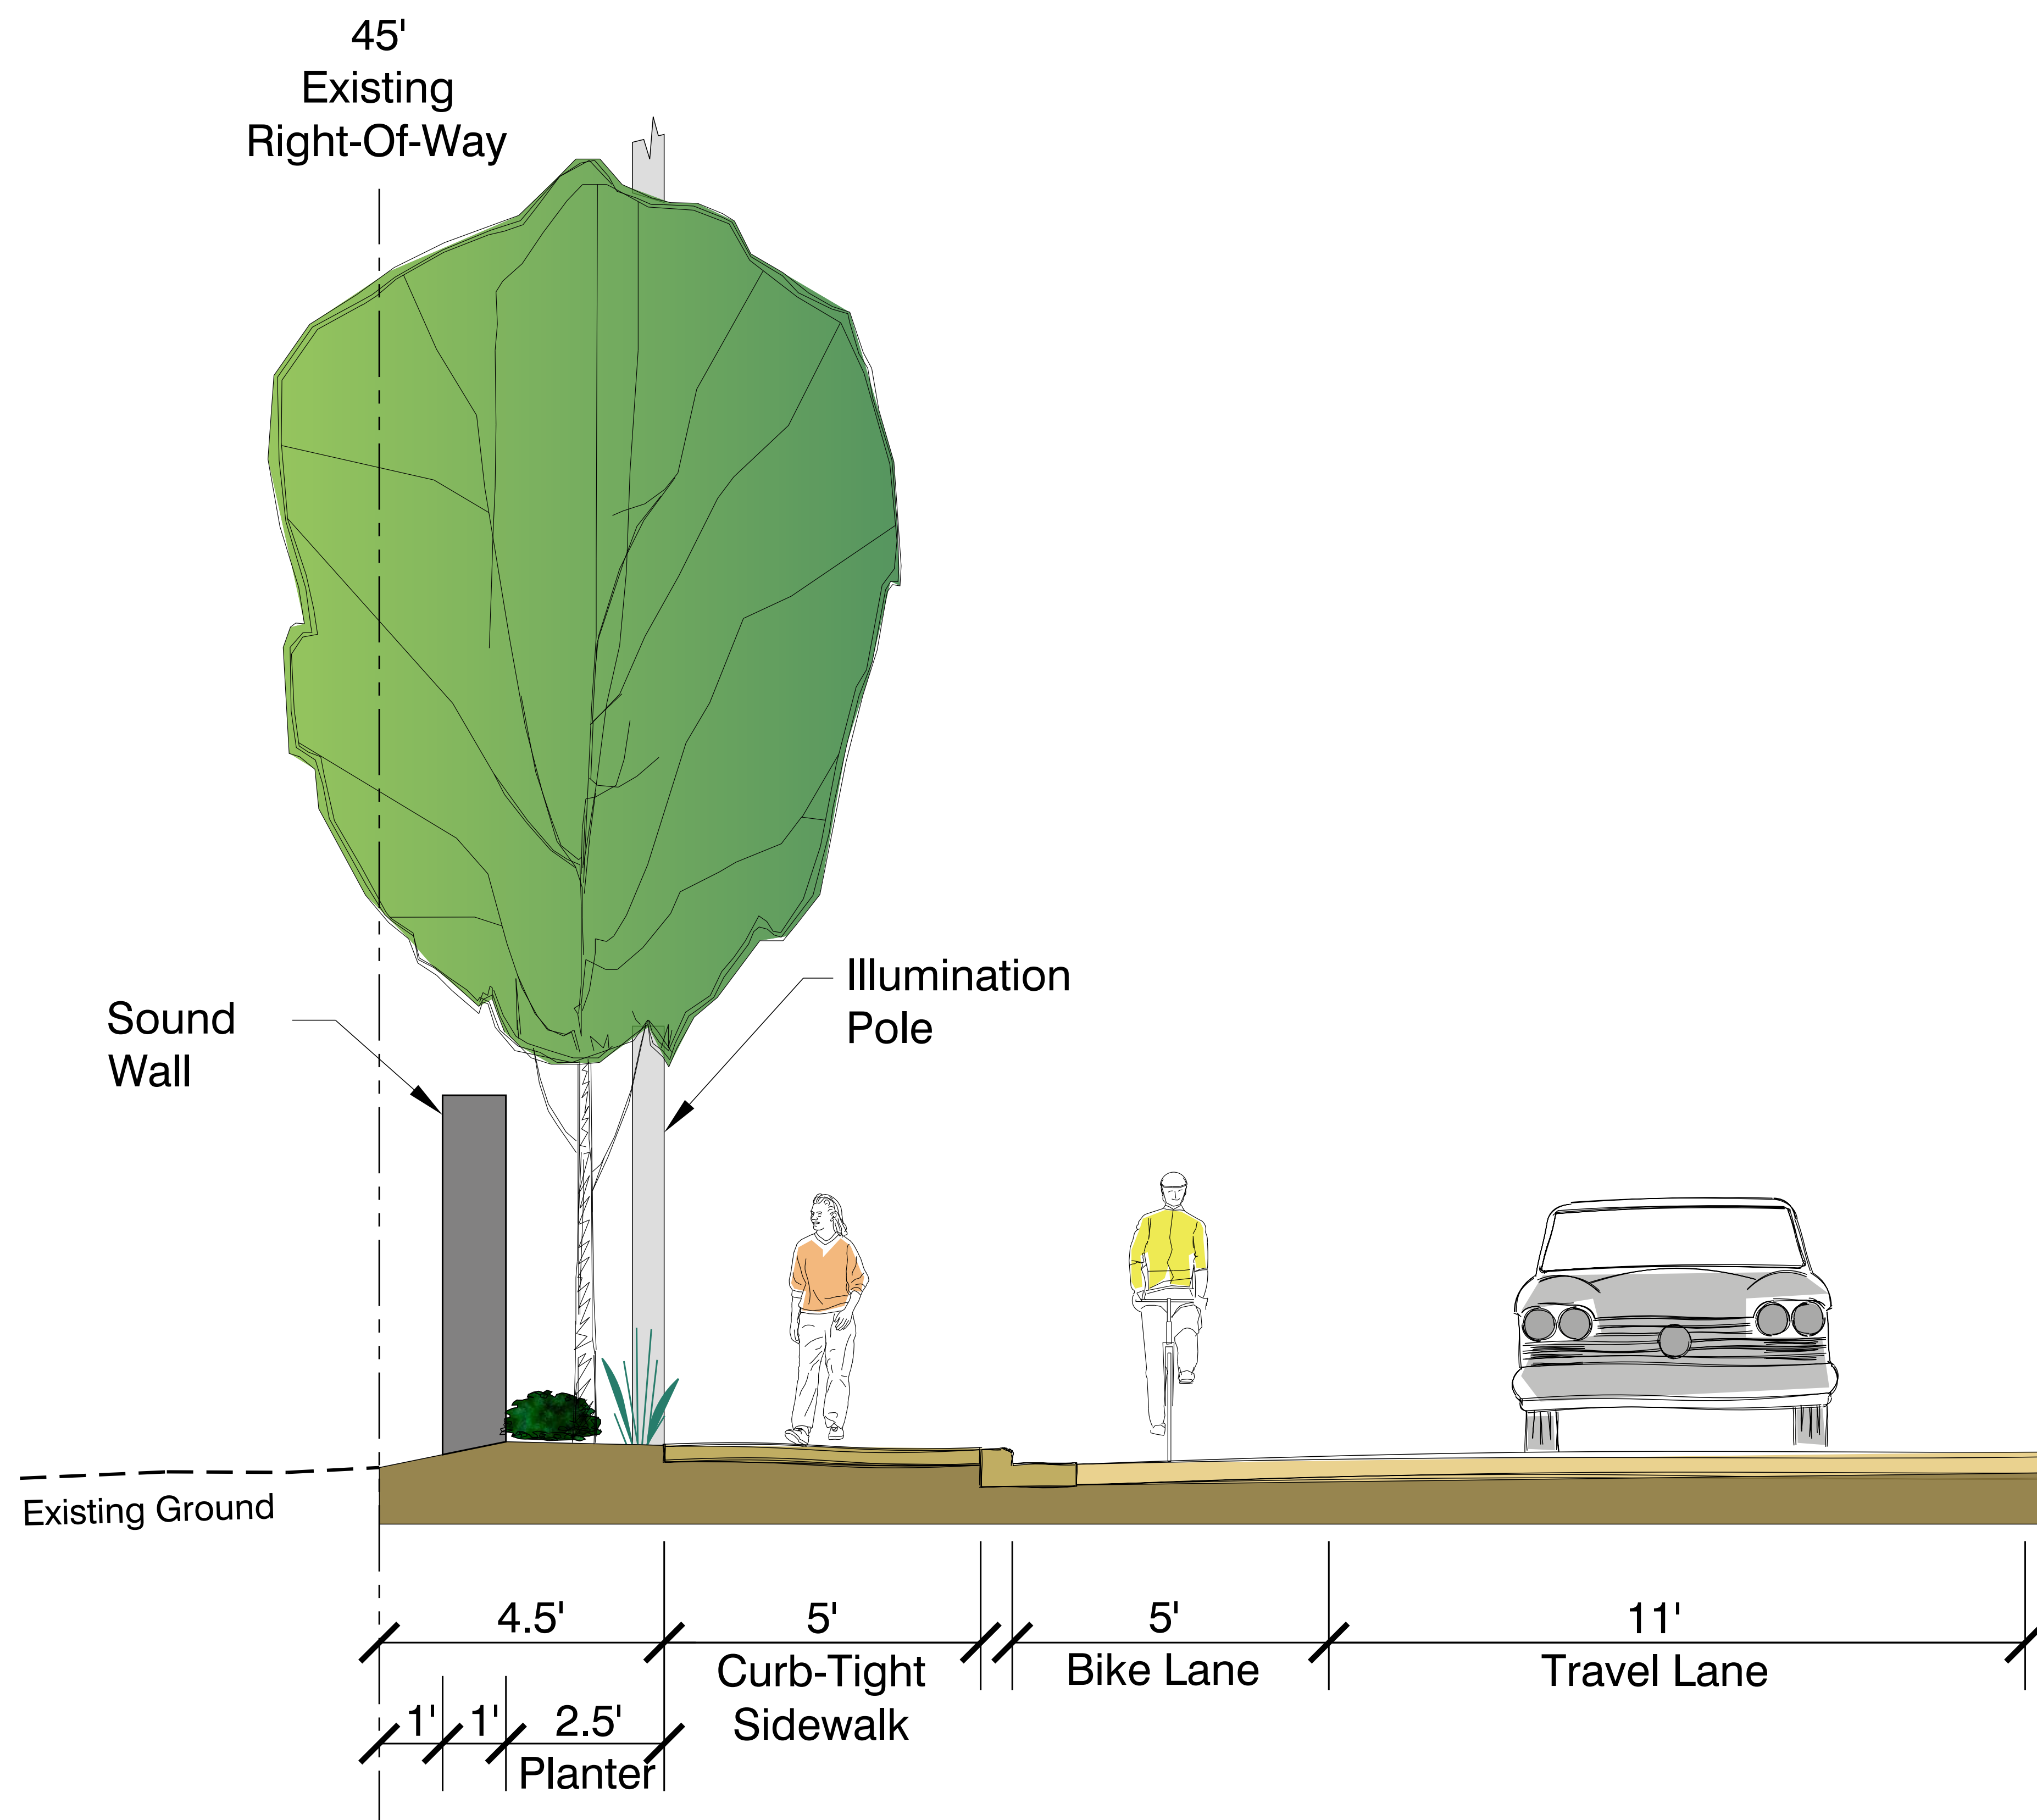 45'
Existing
Right-Of-Way
Illumination
Pole
Sound
Wall
Existing Ground
4.5'
5'
5'
11'
Curb-Tight
Sidewalk
Bike Lane
Travel Lane
1'
1'
2.5'
Planter